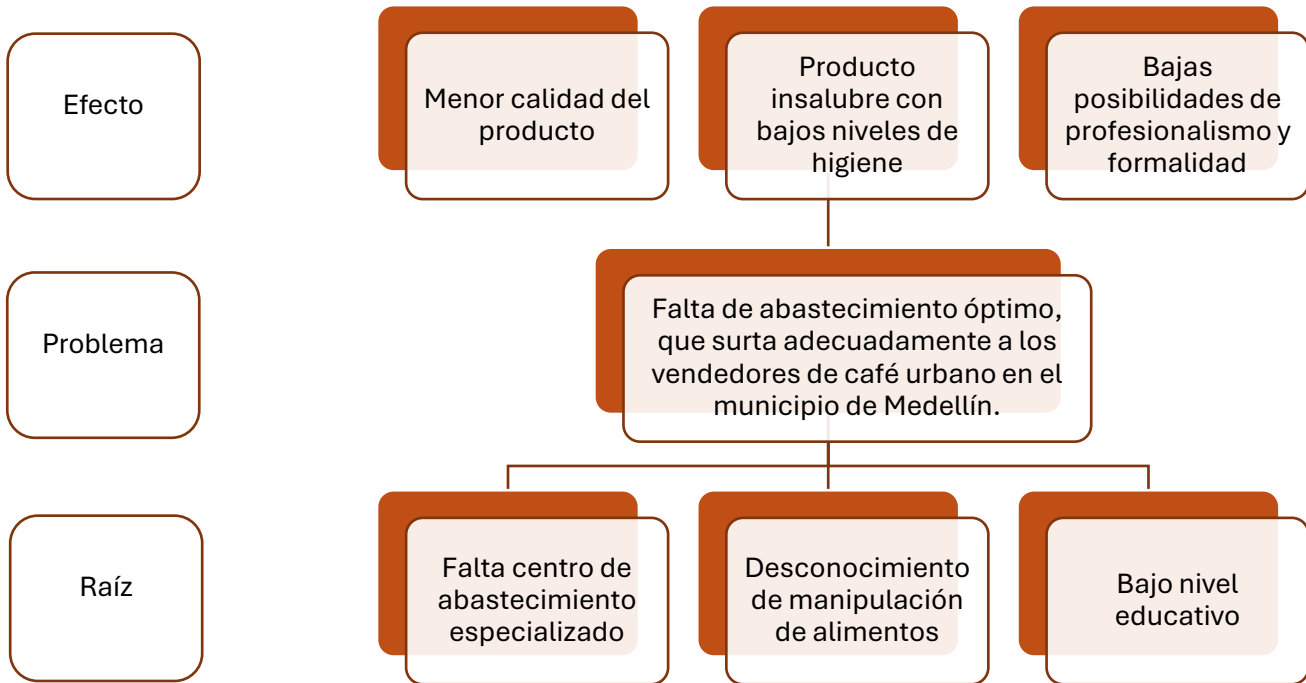 Efecto
Menor calidad del
producto
Producto
insalubre con
bajos niveles de
higiene
Bajas
posibilidades de
profesionalismo y
formalidad
Problema
Falta de abastecimiento óptimo,
que surta adecuadamente a los
vendedores de café urbano en el
municipio de Medellín.
Raíz
Falta centro de
abastecimiento
especializado
Desconocimiento
de manipulación
de alimentos
Bajo nivel
educativo